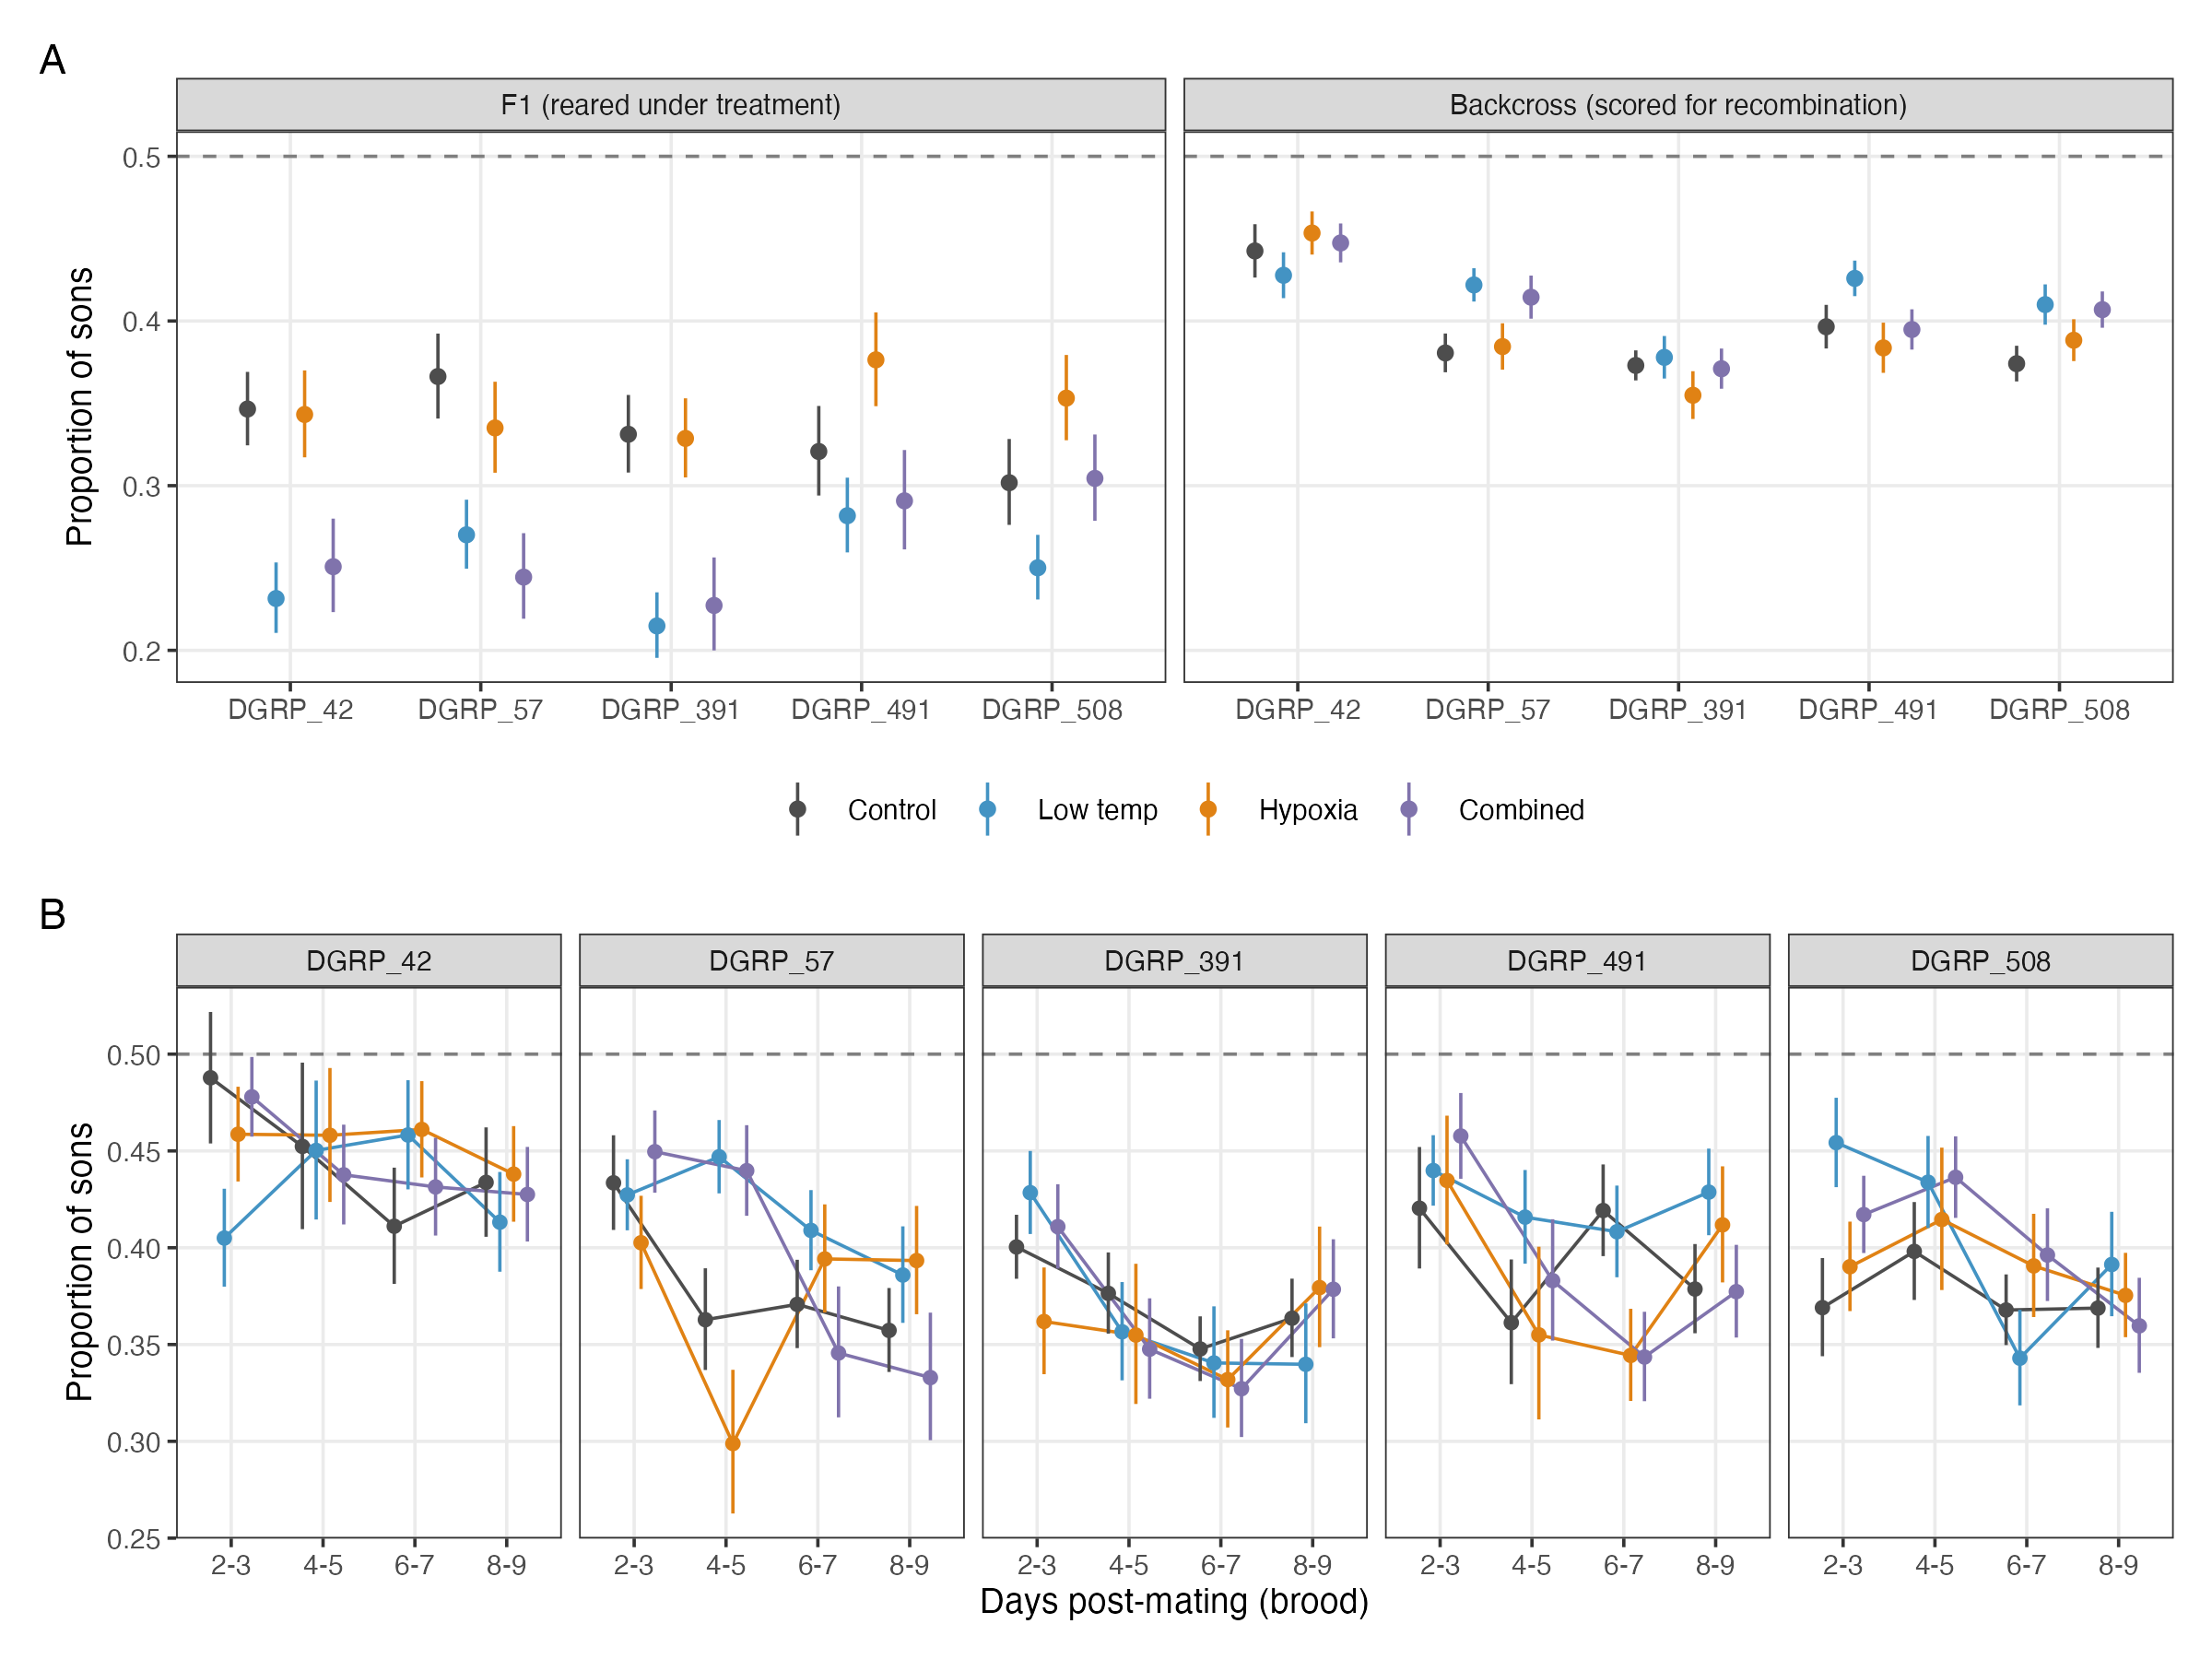 A
F1 (reared under treatment)
Backcross (scored for recombination)
Proportion of sons
0.5
0.4
0.3
0.2
DGRP_42 DGRP_57 DGRP_391 DGRP_491 DGRP_508
DGRP_42 DGRP_57 DGRP_391 DGRP_491 DGRP_508
Control Low temp Hypoxia Combined
B
DGRP_42 DGRP_57 DGRP_391 DGRP_491 DGRP_508
Proportion of sons
0.50
0.45
0.40
0.35
0.30
0.25
2-3 4-5 6-7 8-9
2-3 4-5 6-7 8-9
2-3 4-5 6-7 8-9
2-3 4-5 6-7 8-9
2-3 4-5 6-7 8-9
Days post-mating (brood)